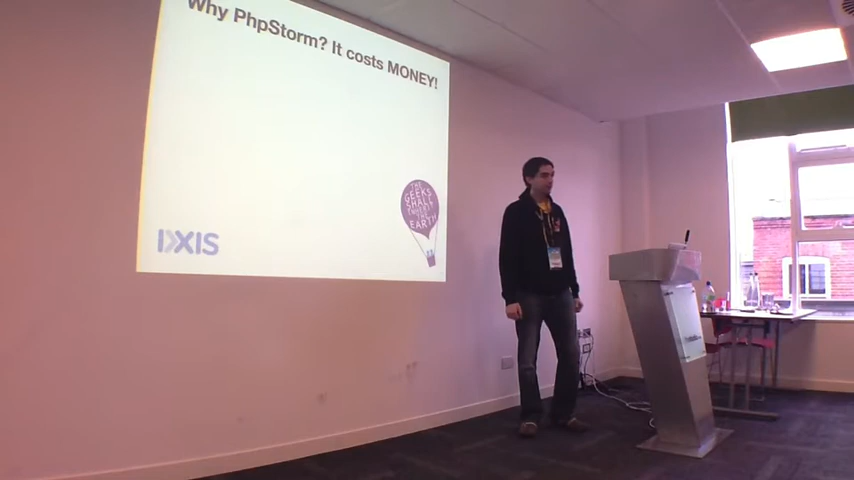 Why PhpStorm? It costs MONEY!
THE
GEEKS
SHALL
INHERIT
THE
EARTH
IXIS